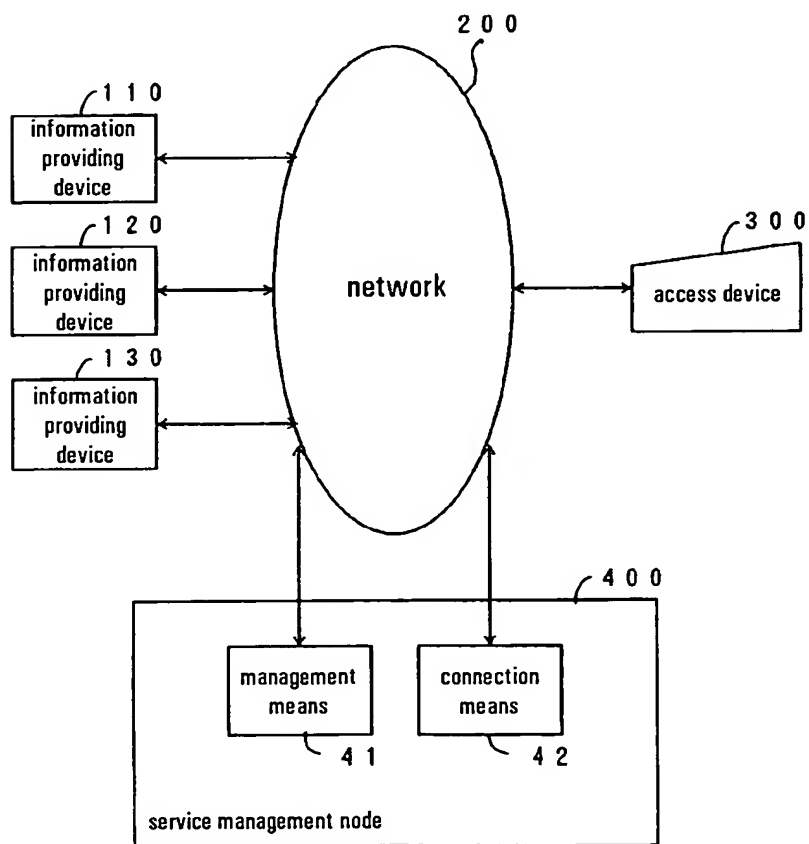 200
110
information
providing
device
120
information
providing
device
130
information
providing
device
network
300
access device
400
management
means
41
connection
means
42
service management node